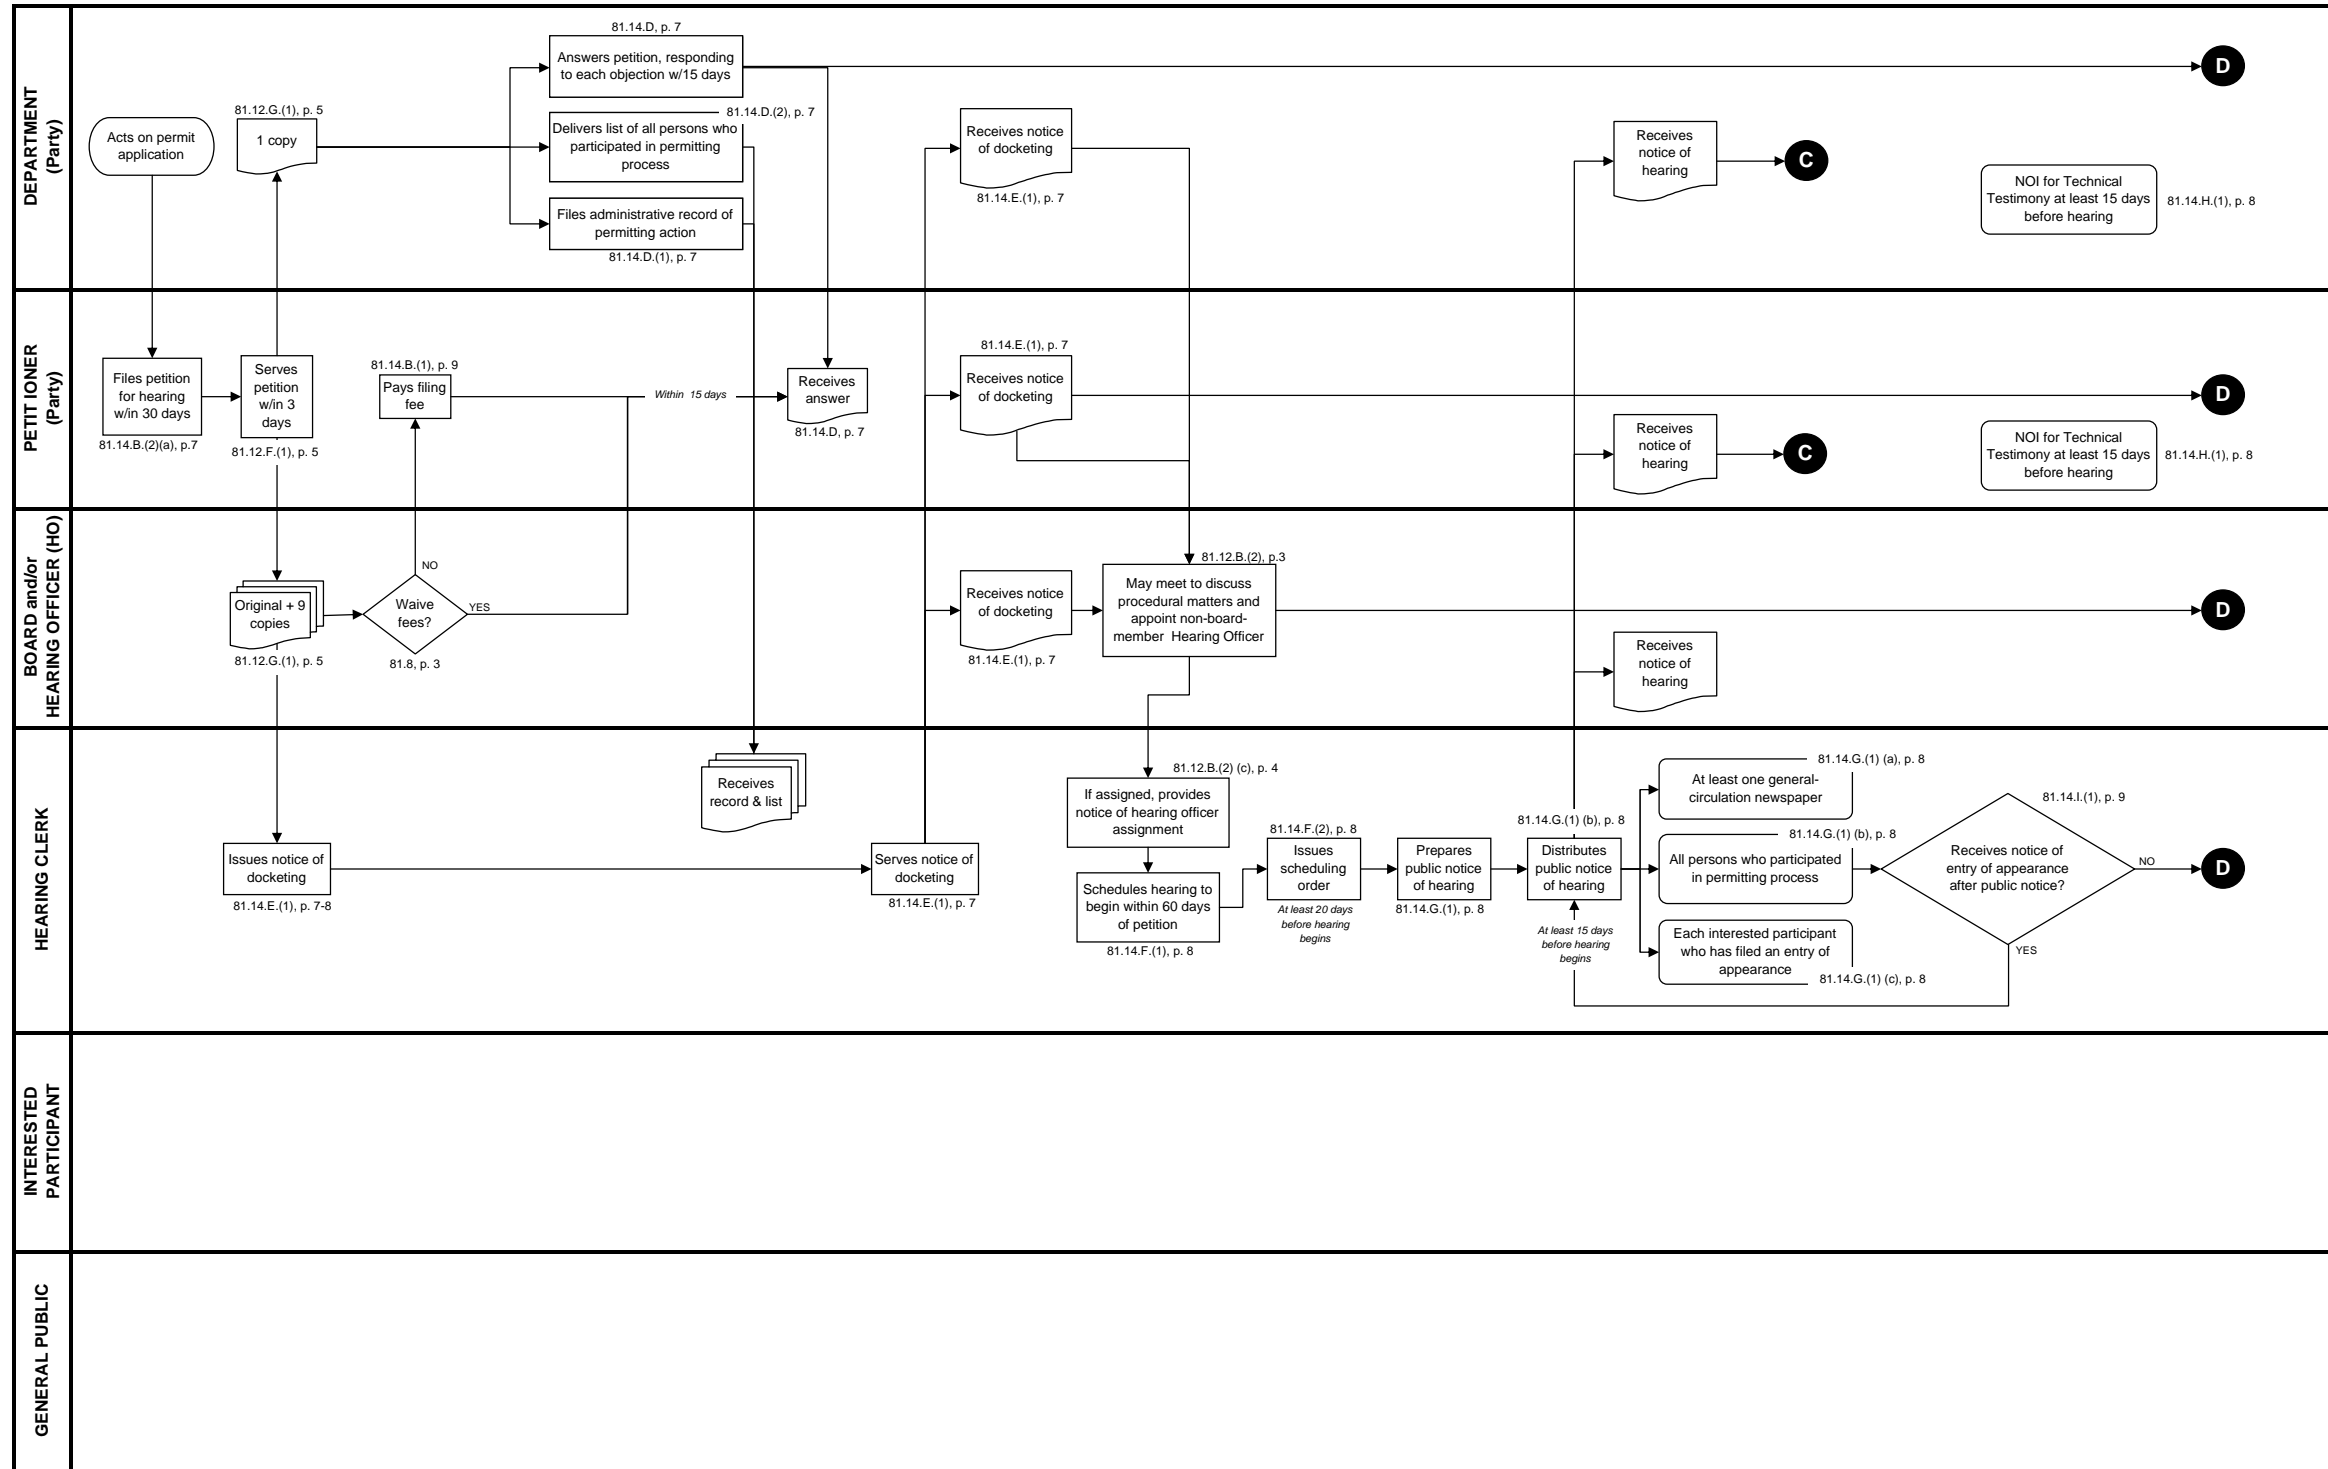 DEPARTMENT
(Party)
81.14.D, p. 7
Answers petition, responding
to each objection w/15 days
D
81.12.G.(1), p. 5
1 copy
Acts on permit
application
81.14.D.(2), p. 7
Delivers list of all persons who
participated in permitting
process
Files administrative record of
permitting action
81.14.D.(1), p. 7
Receives notice
of docketing
81.14.E.(1), p. 7
Receives
notice of
hearing
C
NOI for Technical
Testimony at least 15 days
before hearing
81.14.H.(1), p. 8
PETIT IONER
(Party)
Files petition
for hearing
w/in 30 days
81.14.B.(2)(a), p.7
Serves
petition
w/in 3
days
81.12.F.(1), p. 5
81.14.B.(1), p. 9
Pays filing
fee
Within 15 days
Receives
answer
81.14.D, p. 7
81.14.E.(1), p. 7
Receives notice
of docketing
D
Receives
notice of
hearing
C
NOI for Technical
Testimony at least 15 days
before hearing
81.14.H.(1), p. 8
BOARD and/or
HEARING OFFICER (HO)
Original + 9
copies
81.12.G.(1), p. 5
NO
Waive
fees?
YES
81.8, p. 3
Receives notice
of docketing
81.14.E.(1), p. 7
81.12.B.(2), p.3
May meet to discuss
procedural matters and
appoint non-board-
member Hearing Officer
D
Receives
notice of
hearing
HEARING CLERK
Issues notice of
docketing
81.14.E.(1), p. 7-8
Receives
record & list
Serves notice of
docketing
81.14.E.(1), p. 7
81.12.B.(2) (c), p. 4
If assigned, provides
notice of hearing officer
assignment
Schedules hearing to
begin within 60 days
of petition
81.14.F.(1), p. 8
81.14.F.(2), p. 8
Issues
scheduling
order
At least 20 days
before hearing
begins
Prepares
public notice
of hearing
81.14.G.(1), p. 8
81.14.G.(1) (b), p. 8
Distributes
public notice
of hearing
At least 15 days
before hearing
begins
81.14.G.(1) (a), p. 8
At least one general-
circulation newspaper
81.14.G.(1) (b), p. 8
All persons who participated
in permitting process
Each interested participant
who has filed an entry of
appearance
81.14.G.(1) (c), p. 8
81.14.I.(1), p. 9
Receives notice of
entry of appearance
after public notice?
NO
YES
D
INTERESTED
PARTICIPANT
GENERAL PUBLIC